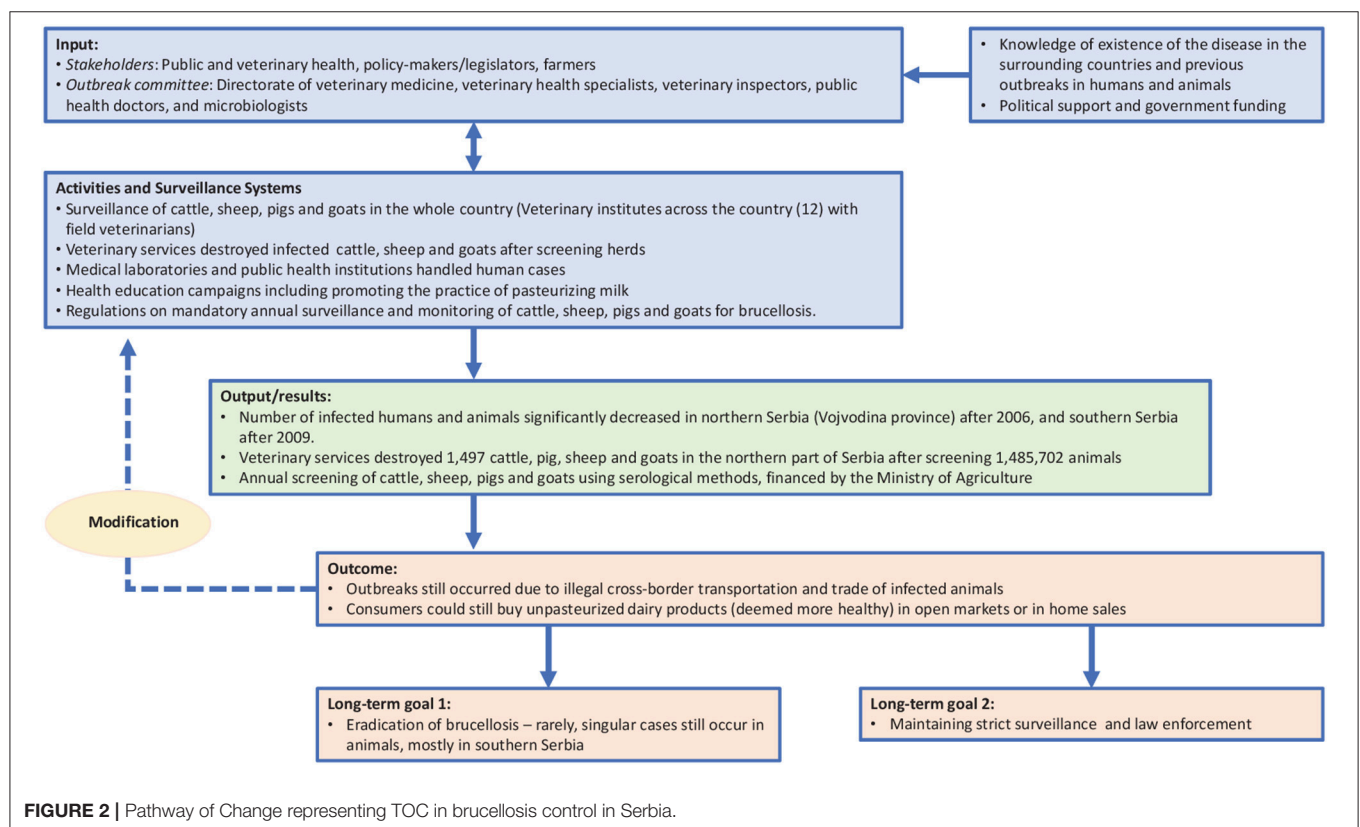 Input:
• Stakeholders: Public and veterinary health, policy-makers/legislators, farmers
• Outbreak committee: Directorate of veterinary medicine, veterinary health specialists, veterinary inspectors, public
health doctors, and microbiologists
• Knowledge of existence of the disease in the
surrounding countries and previous
outbreaks in humans and animals
• Political support and government funding
Activities and Surveillance Systems
• Surveillance of cattle, sheep, pigs and goats in the whole country (Veterinary institutes across the country (12) with
field veterinarians)
• Veterinary services destroyed infected cattle, sheep and goats after screening herds
• Medical laboratories and public health institutions handled human cases
• Health education campaigns including promoting the practice of pasteurizing milk
• Regulations on mandatory annual surveillance and monitoring of cattle, sheep, pigs and goats for brucellosis.
Output/results:
• Number of infected humans and animals significantly decreased in northern Serbia (Vojvodina province) after 2006, and southern Serbia
after 2009.
• Veterinary services destroyed 1,497 cattle, pig, sheep and goats in the northern part of Serbia after screening 1,485,702 animals
• Annual screening of cattle, sheep, pigs and goats using serological methods, financed by the Ministry of Agriculture
Modification
Outcome:
• Outbreaks still occurred due to illegal cross-border transportation and trade of infected animals
• Consumers could still buy unpasteurized dairy products (deemed more healthy) in open markets or in home sales
Long-term goal 1:
• Eradication of brucellosis – rarely, singular cases still occur in
animals, mostly in southern Serbia
Long-term goal 2:
• Maintaining strict surveillance and law enforcement
FIGURE 2 | Pathway of Change representing TOC in brucellosis control in Serbia.